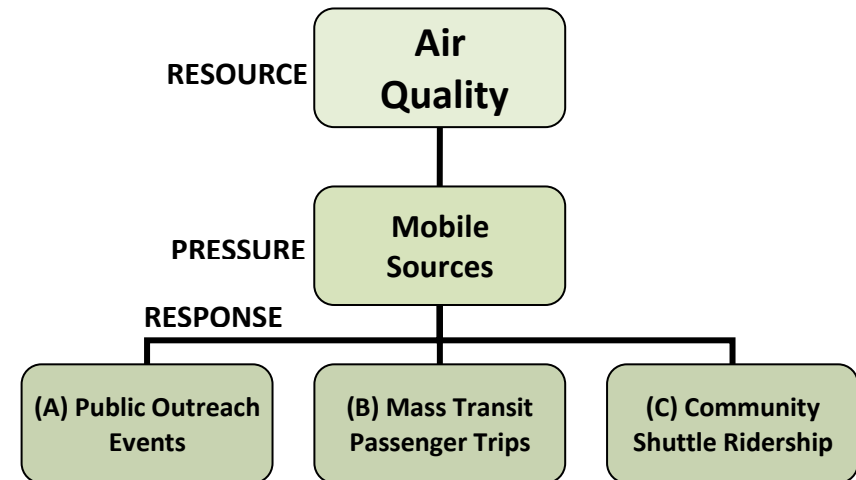 RESOURCE
Air
Quality
PRESSURE
Mobile
Sources
RESPONSE
(A) Public Outreach
Events
(B) Mass Transit
Passenger Trips
(C) Community
Shuttle Ridership